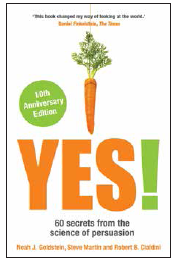 'This book changed my way of looking at the world.'
Daniel Finkelstein, The Times
10th
Anniversary
Edition
YES!
60 secrets from the
science of persuasion
Noah J. Goldstein, Steve Martin and Robert B. Cialdini